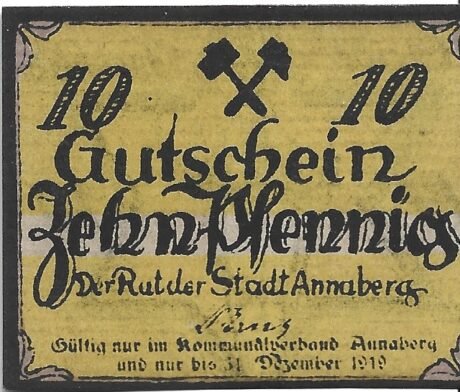 10 10
Gutschein
Zehn Pfennig
Der Rat der Stadt Annaberg
Gültig nur im Kommunalverband Annaberg
und nur bis 31 Dezember 1919